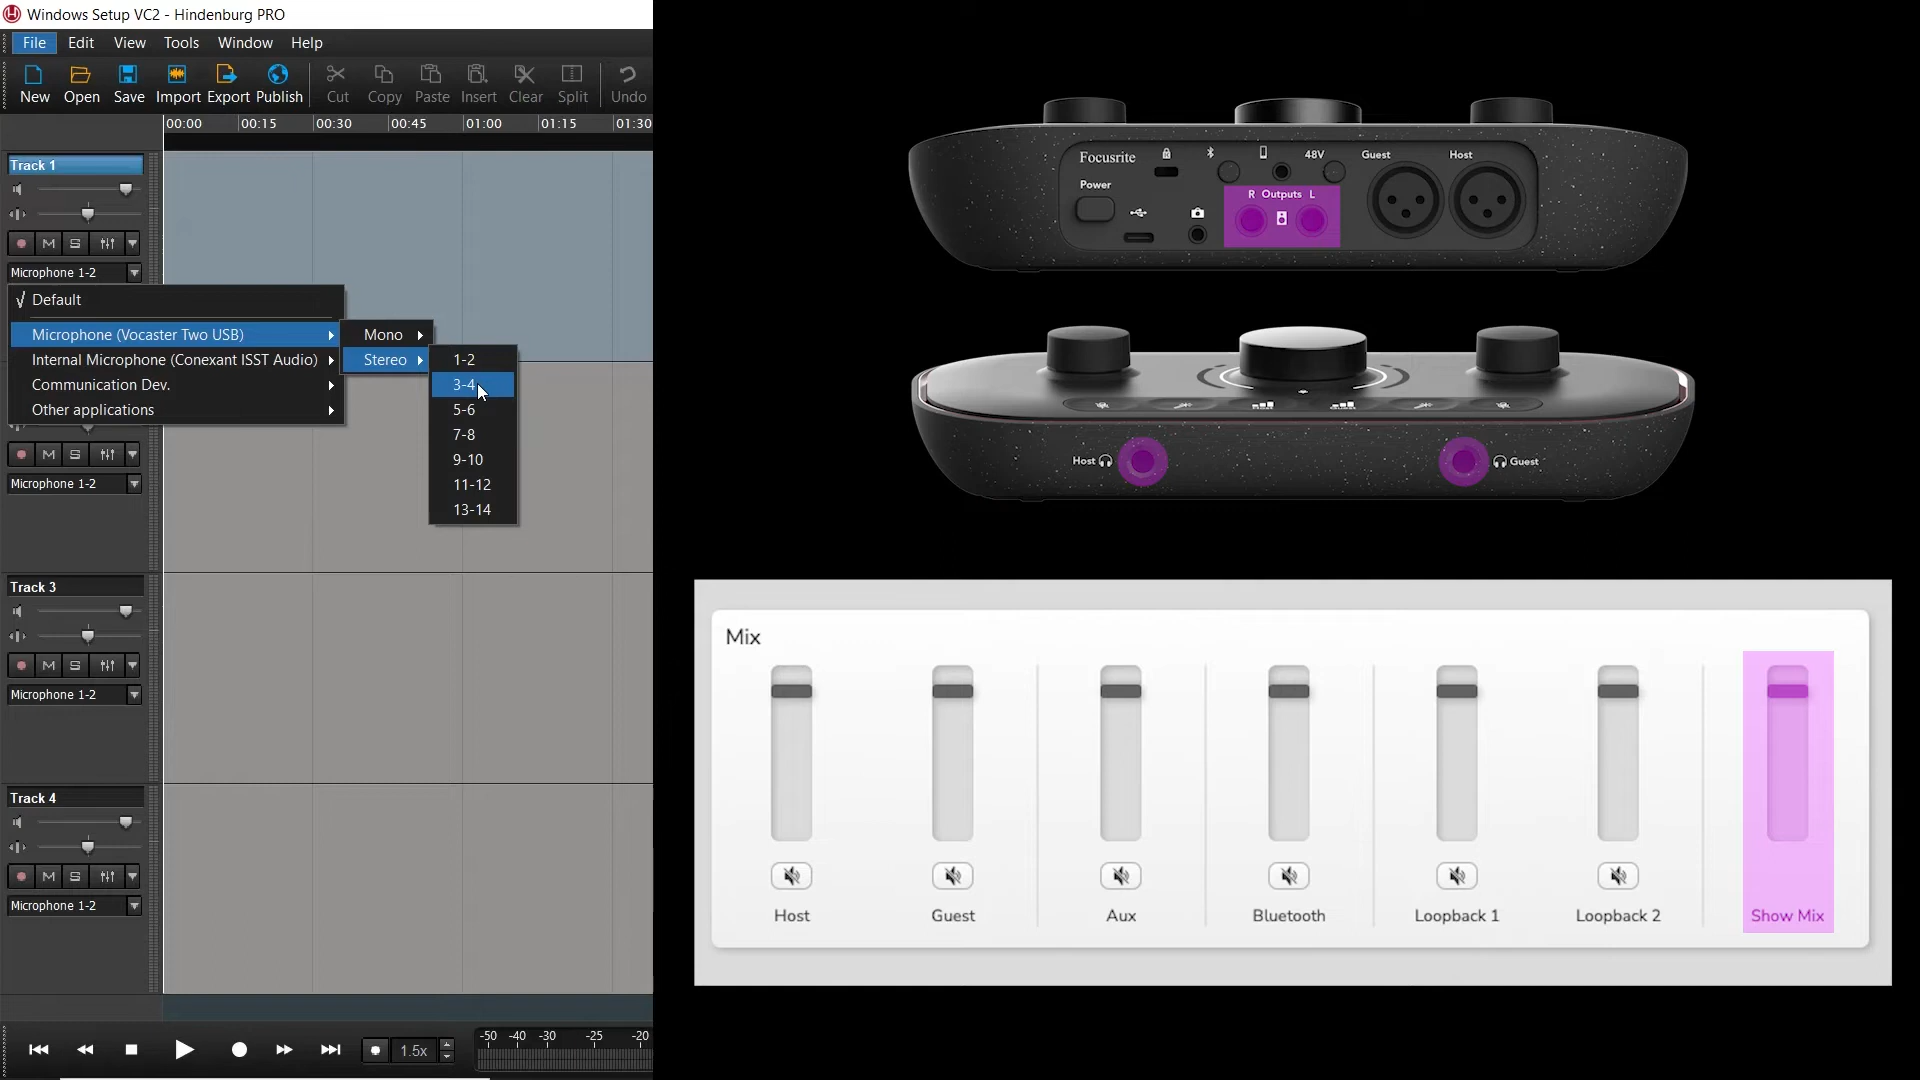 Windows Setup VC2 - Hindenburg PRO
File Edit View Tools Window Help
New Open Save Import Export Publish Cut Copy Paste Insert Clear Split Undo
00:00 00:15 00:30 00:45 01:00 01:15 01:30
Track 1
M S
Microphone 1-2
√ Default
Microphone (Vocaster Two USB)
Internal Microphone (Conexant ISST Audio)
Communication Dev.
Other applications
Mono
Stereo
1-2
3-4
5-6
7-8
9-10
11-12
13-14
M S
Microphone 1-2
Track 3
M S
Microphone 1-2
Track 4
M S
Microphone 1-2
1.5x
-50 -40 -30 -25 -20
Focusrite
48V Guest Host
Power
R Outputs L
Host
Guest
Mix
Host Guest Aux Bluetooth Loopback 1 Loopback 2 Show Mix